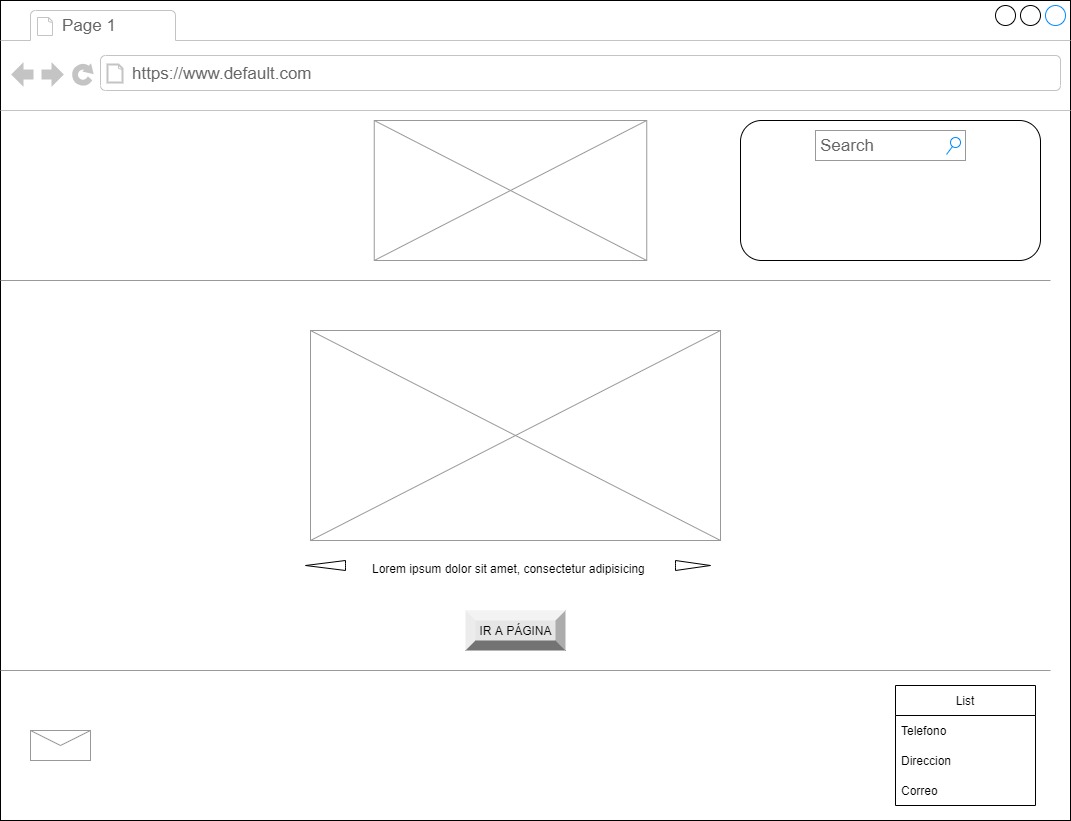 Page 1
https://www.default.com
Search
Lorem ipsum dolor sit amet, consectetur adipisicing
IR A PÁGINA
List
Telefono
Direccion
Correo